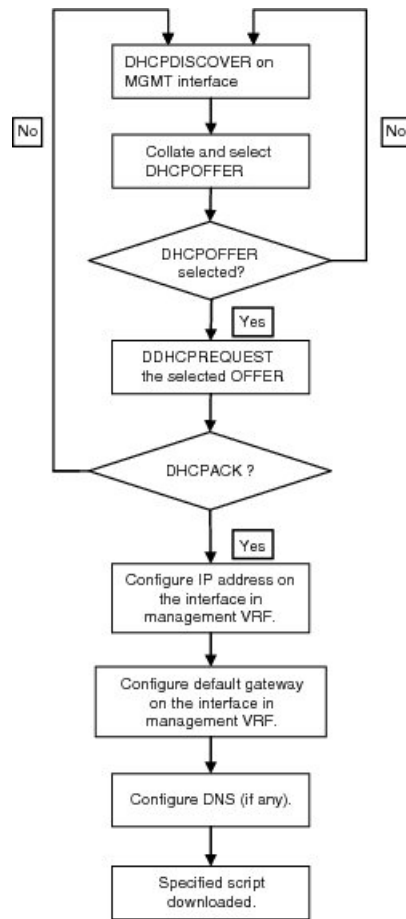 DHCPDISCOVER on
MGMT interface
No
No
Collate and select
DHCPOFFER
DHCPOFFER
selected?
Yes
DDHCPREQUEST
the selected OFFER
DHCPACK ?
Yes
Configure IP address on
the interface in
management VRF.
Configure default gateway
on the interface in
management VRF.
Configure DNS (if any).
Specified script
downloaded.